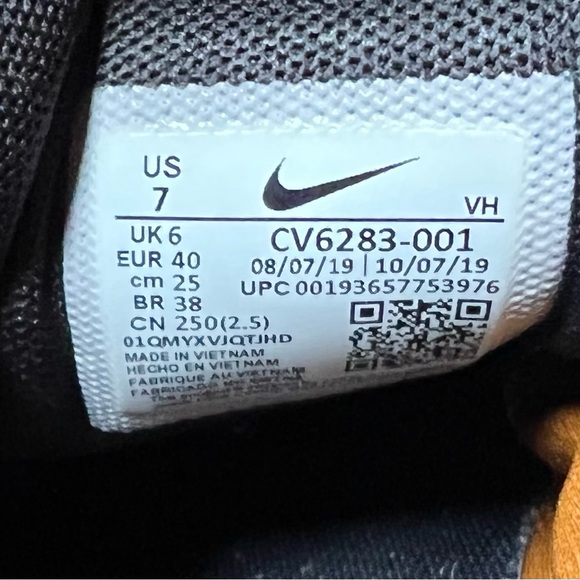 US
7
VH
UK 6
EUR 40
cm 25
BR 38
CN 250(2.5)
CV6283-001
08/07/19 | 10/07/19
UPC 00193657753976
01QMYXVJQTJHD
MADE IN VIETNAM
HECHO EN VIETNAM
FABRIQUE AU VIETNAM